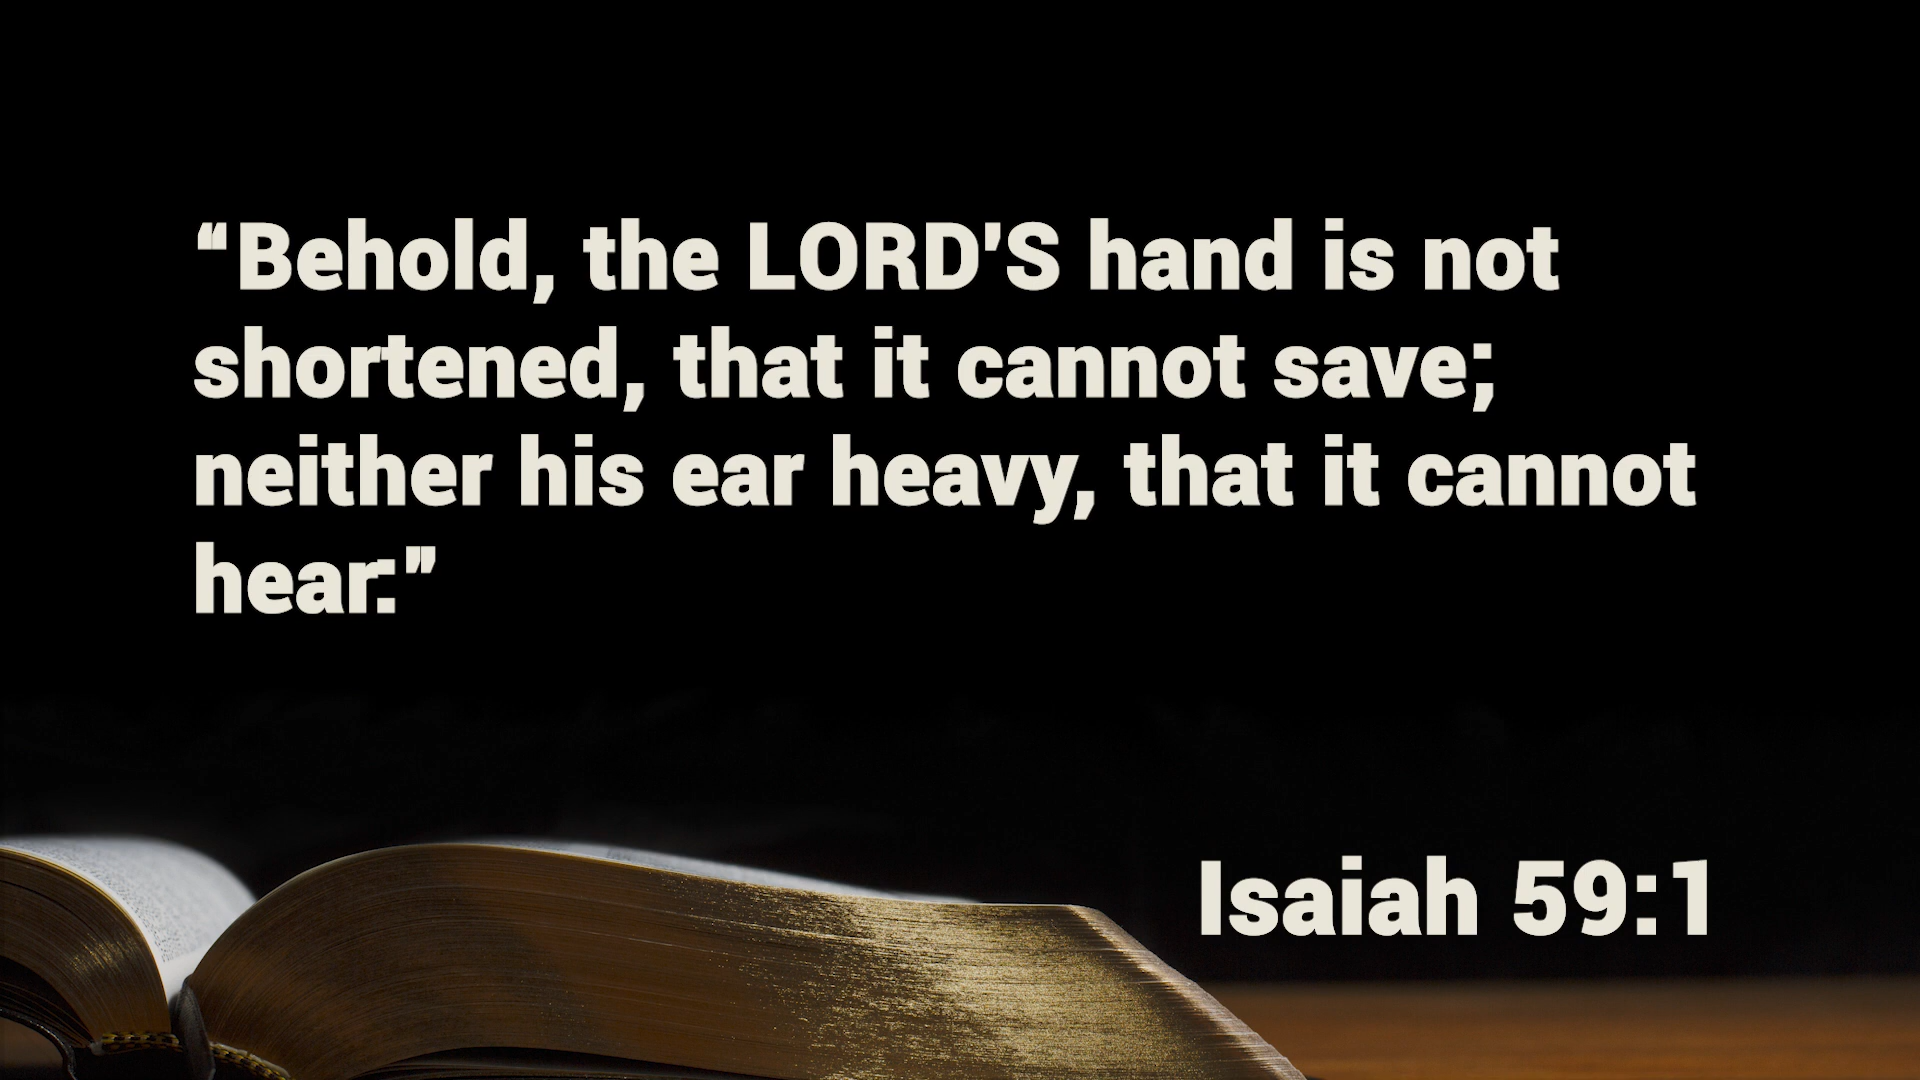 “Behold, the LORD'S hand is not
shortened, that it cannot save;
neither his ear heavy, that it cannot
hear:”
Isaiah 59:1